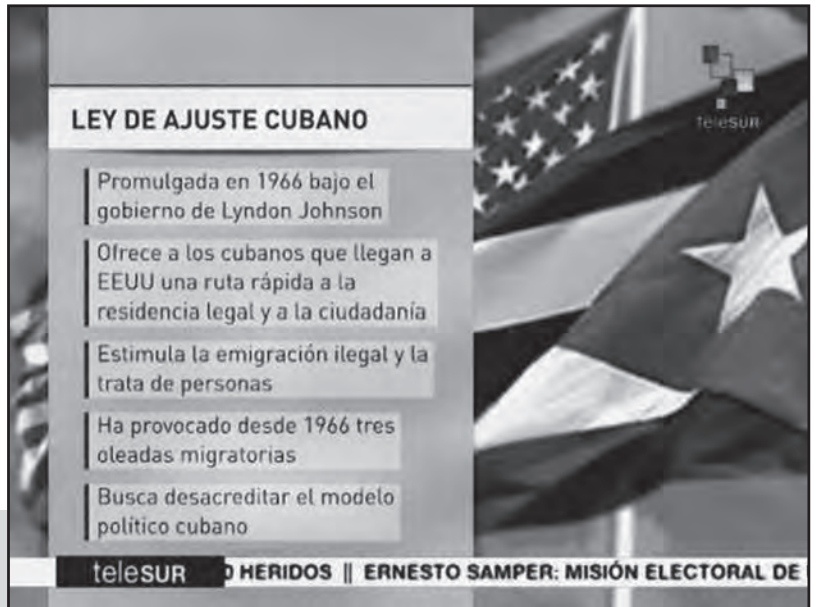 LEY DE AJUSTE CUBANO
teleSUR
Promulgada en 1966 bajo el
gobierno de Lyndon Johnson
Ofrece a los cubanos que llegan a
EEUU una ruta rápida a la
residencia legal y a la ciudadanía
Estimula la emigración ilegal y la
trata de personas
Ha provocado desde 1966 tres
oleadas migratorias
Busca desacreditar el modelo
político cubano
teleSUR 0 HERIDOS || ERNESTO SAMPER: MISIÓN ELECTORAL DE